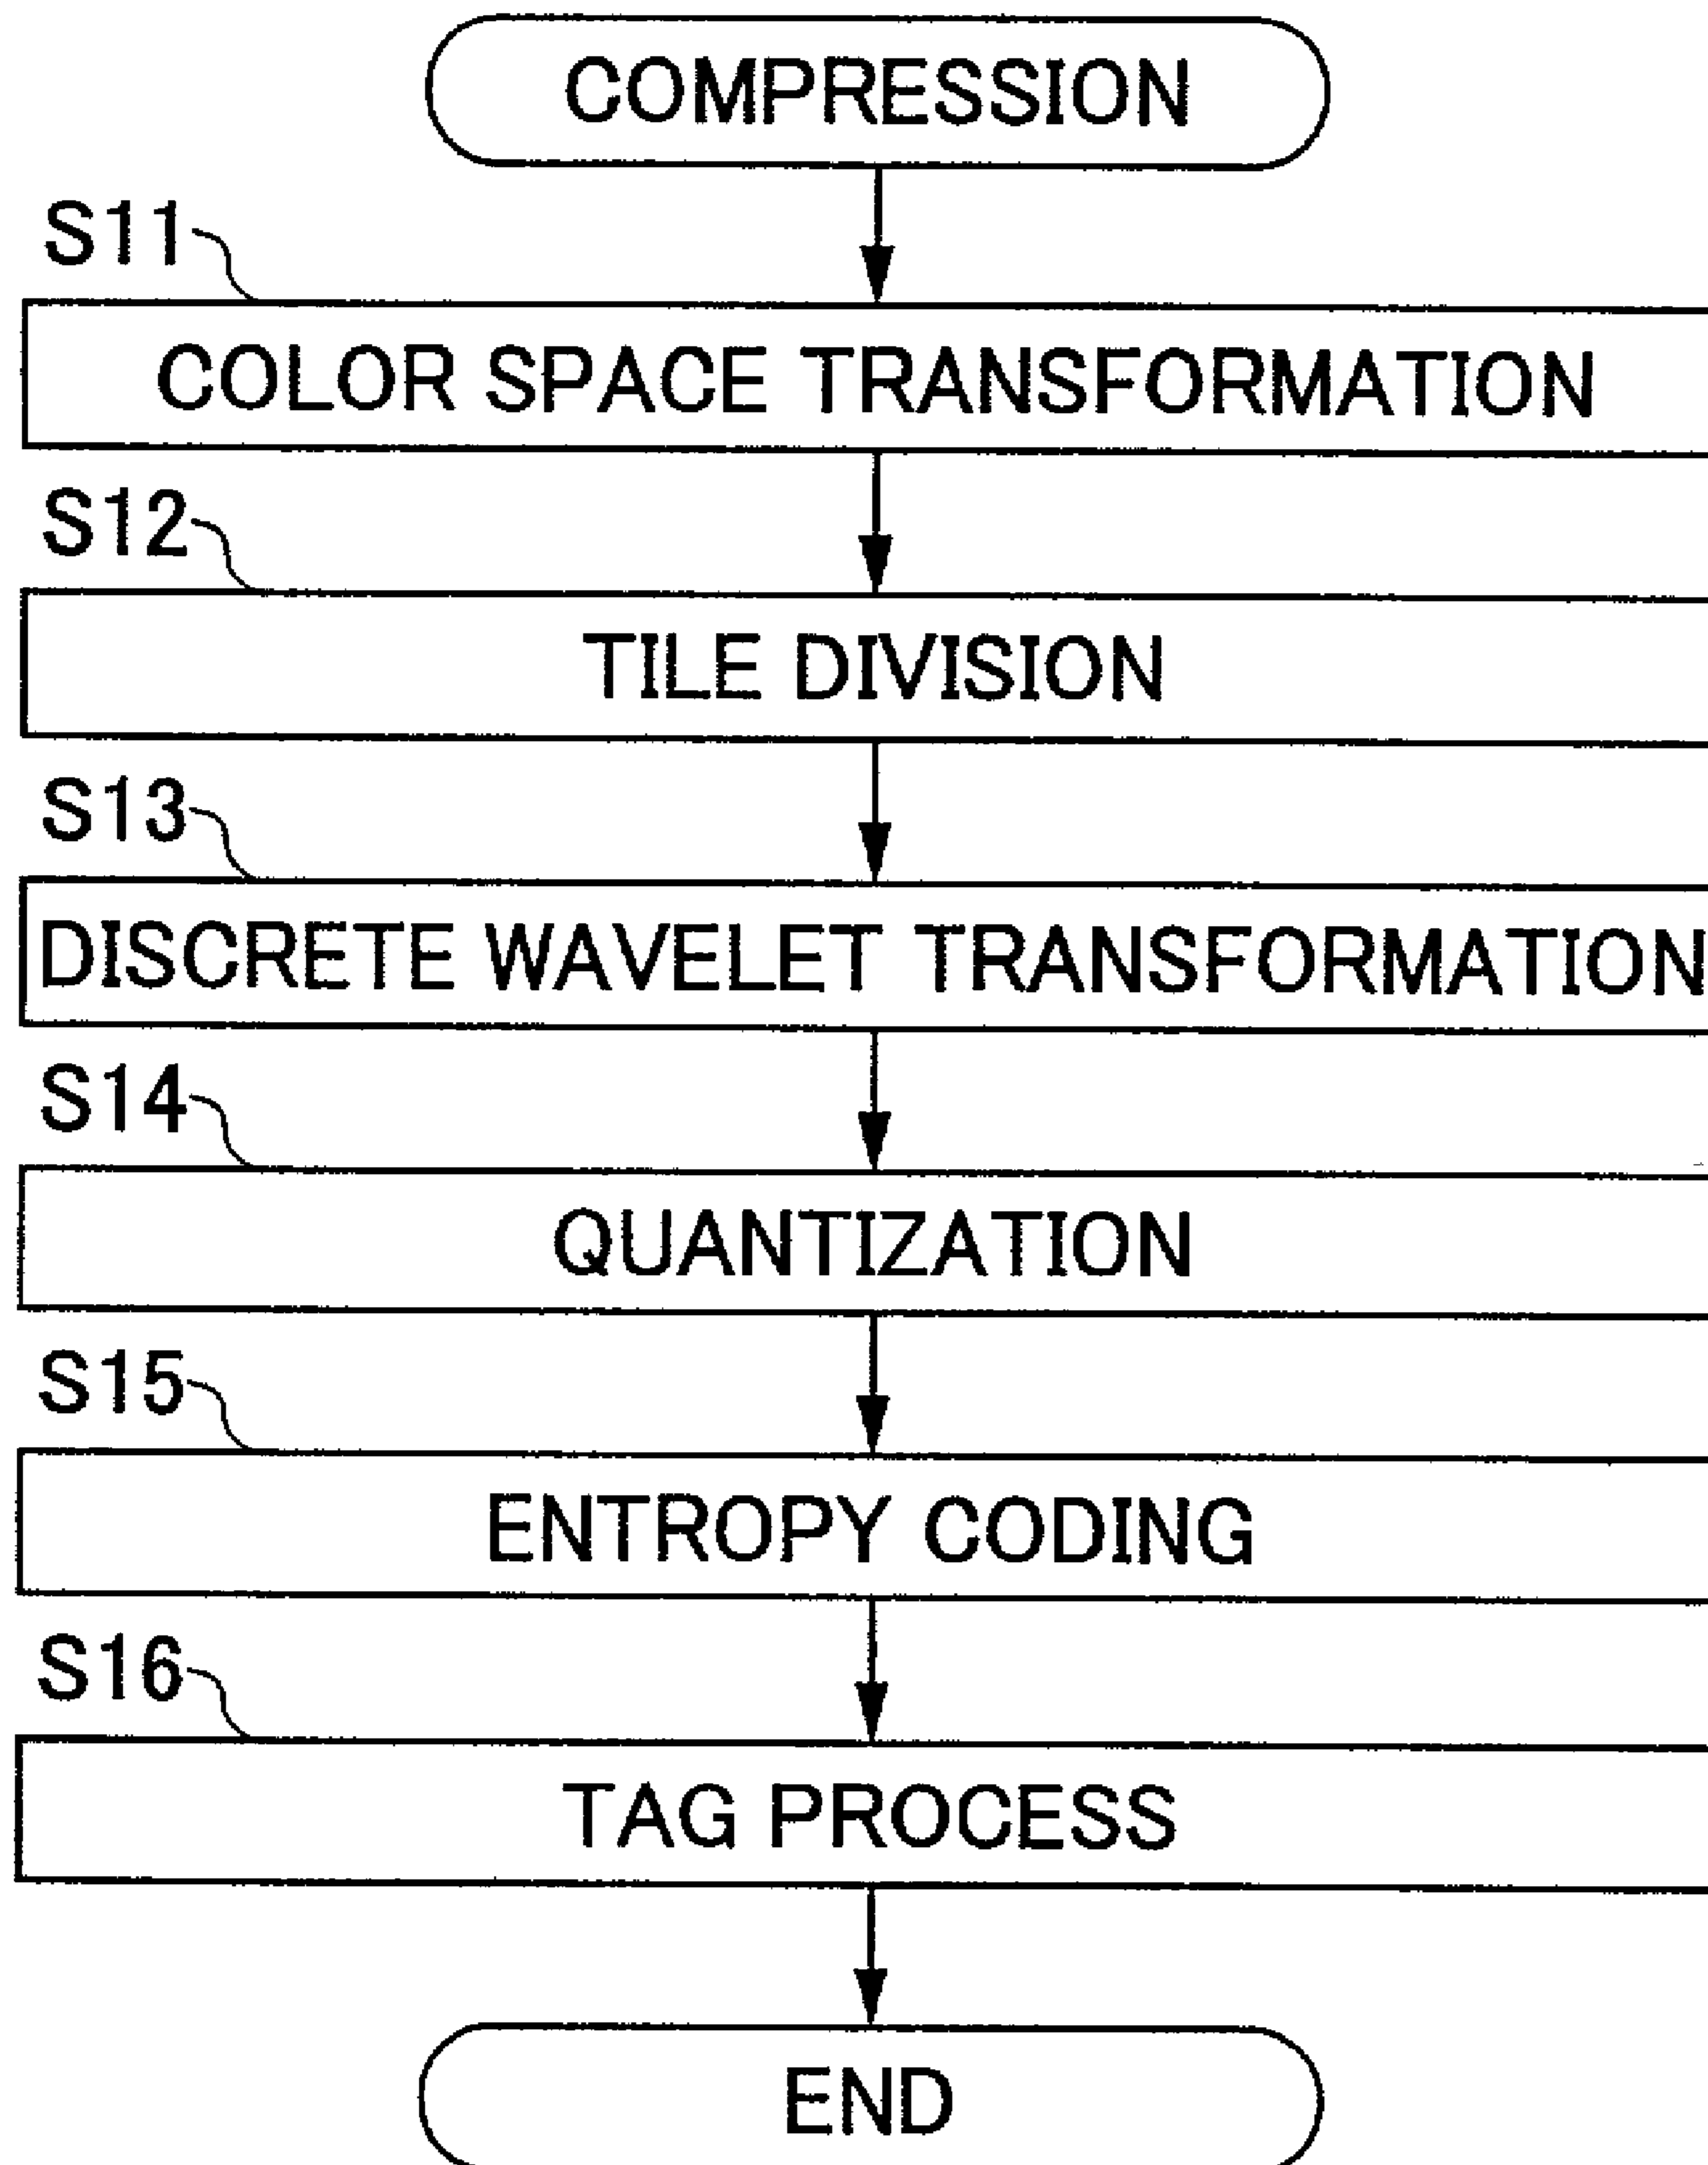 COMPRESSION
S11
COLOR SPACE TRANSFORMATION
S12
TILE DIVISION
S13
DISCRETE WAVELET TRANSFORMATION
S14
QUANTIZATION
S15
ENTROPY CODING
S16
TAG PROCESS
END